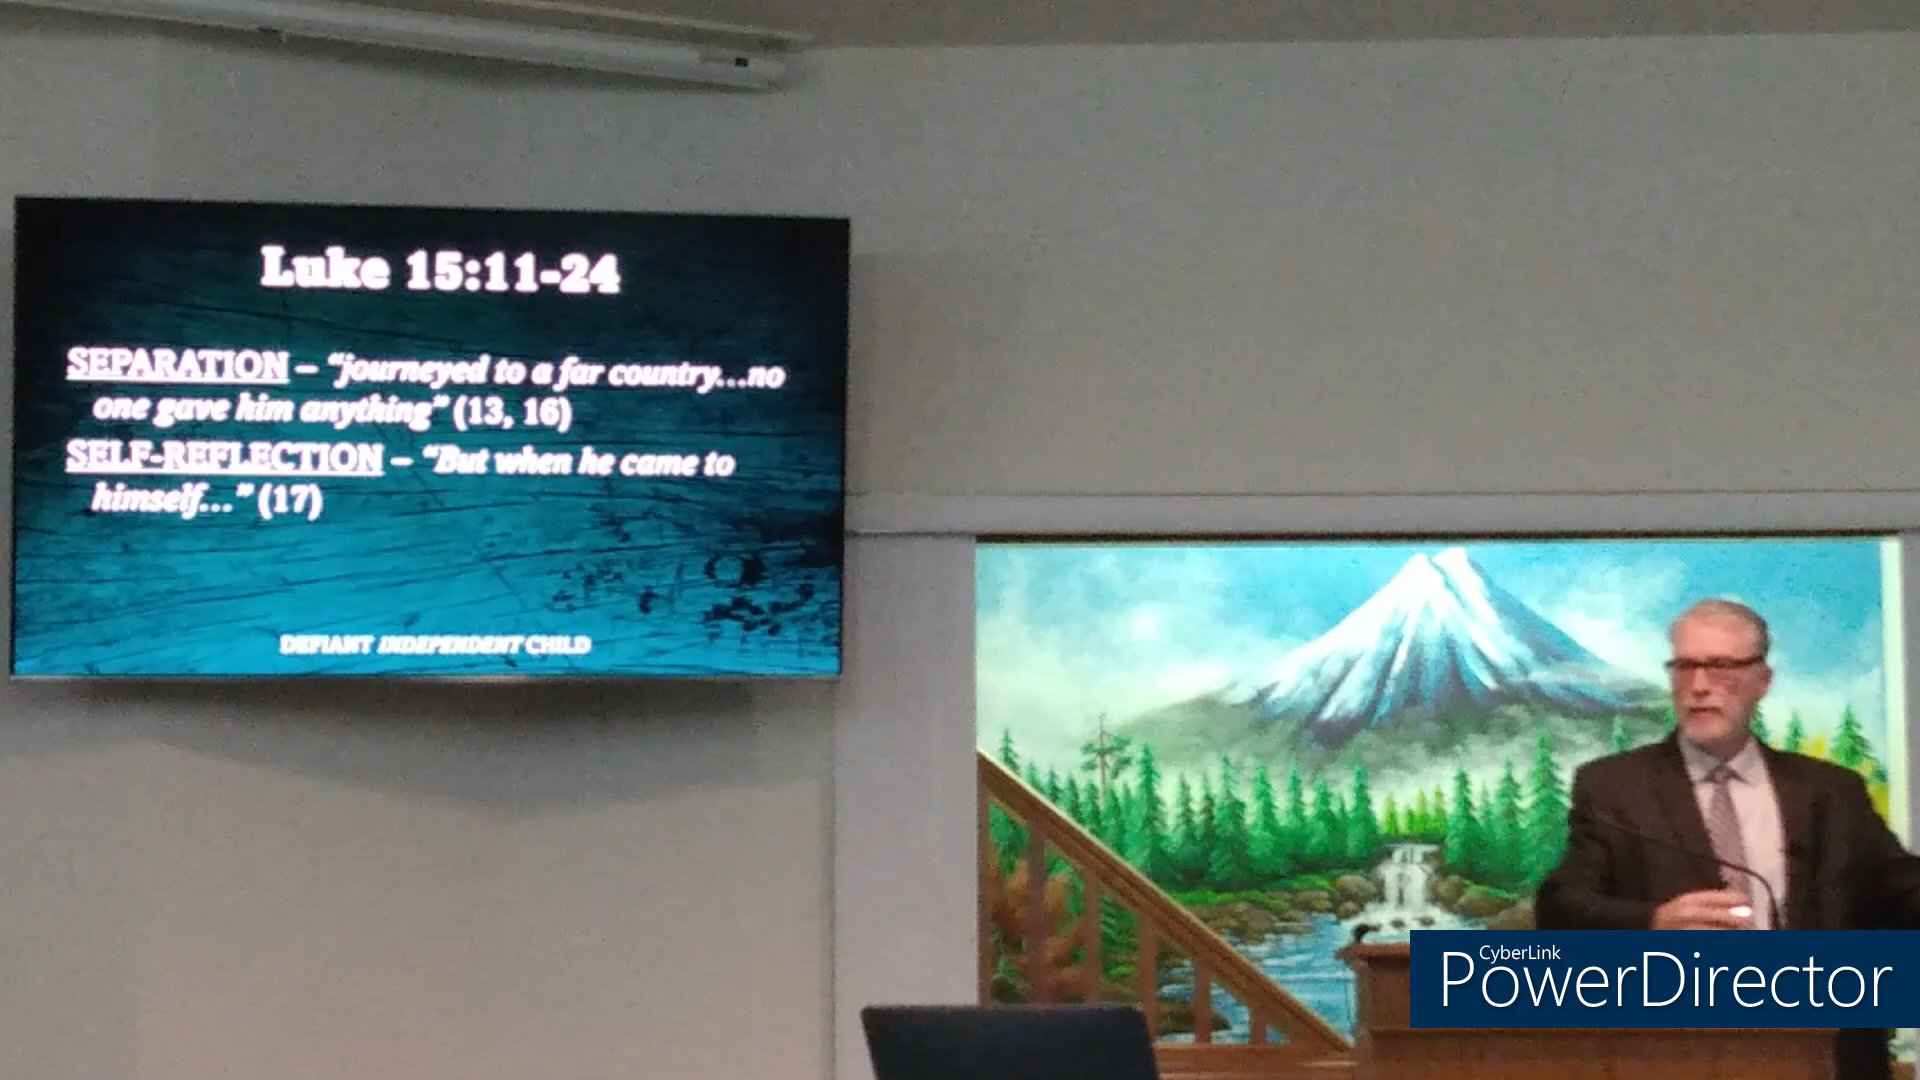 Luke 15:11-24
SEPARATION – “journeyed to a far country...no
one gave him anything” (13, 16)
SELF-REFLECTION – “But when he came to
himself...” (17)
DEFIANT INDEPENDENT CHILD
CyberLink
PowerDirector